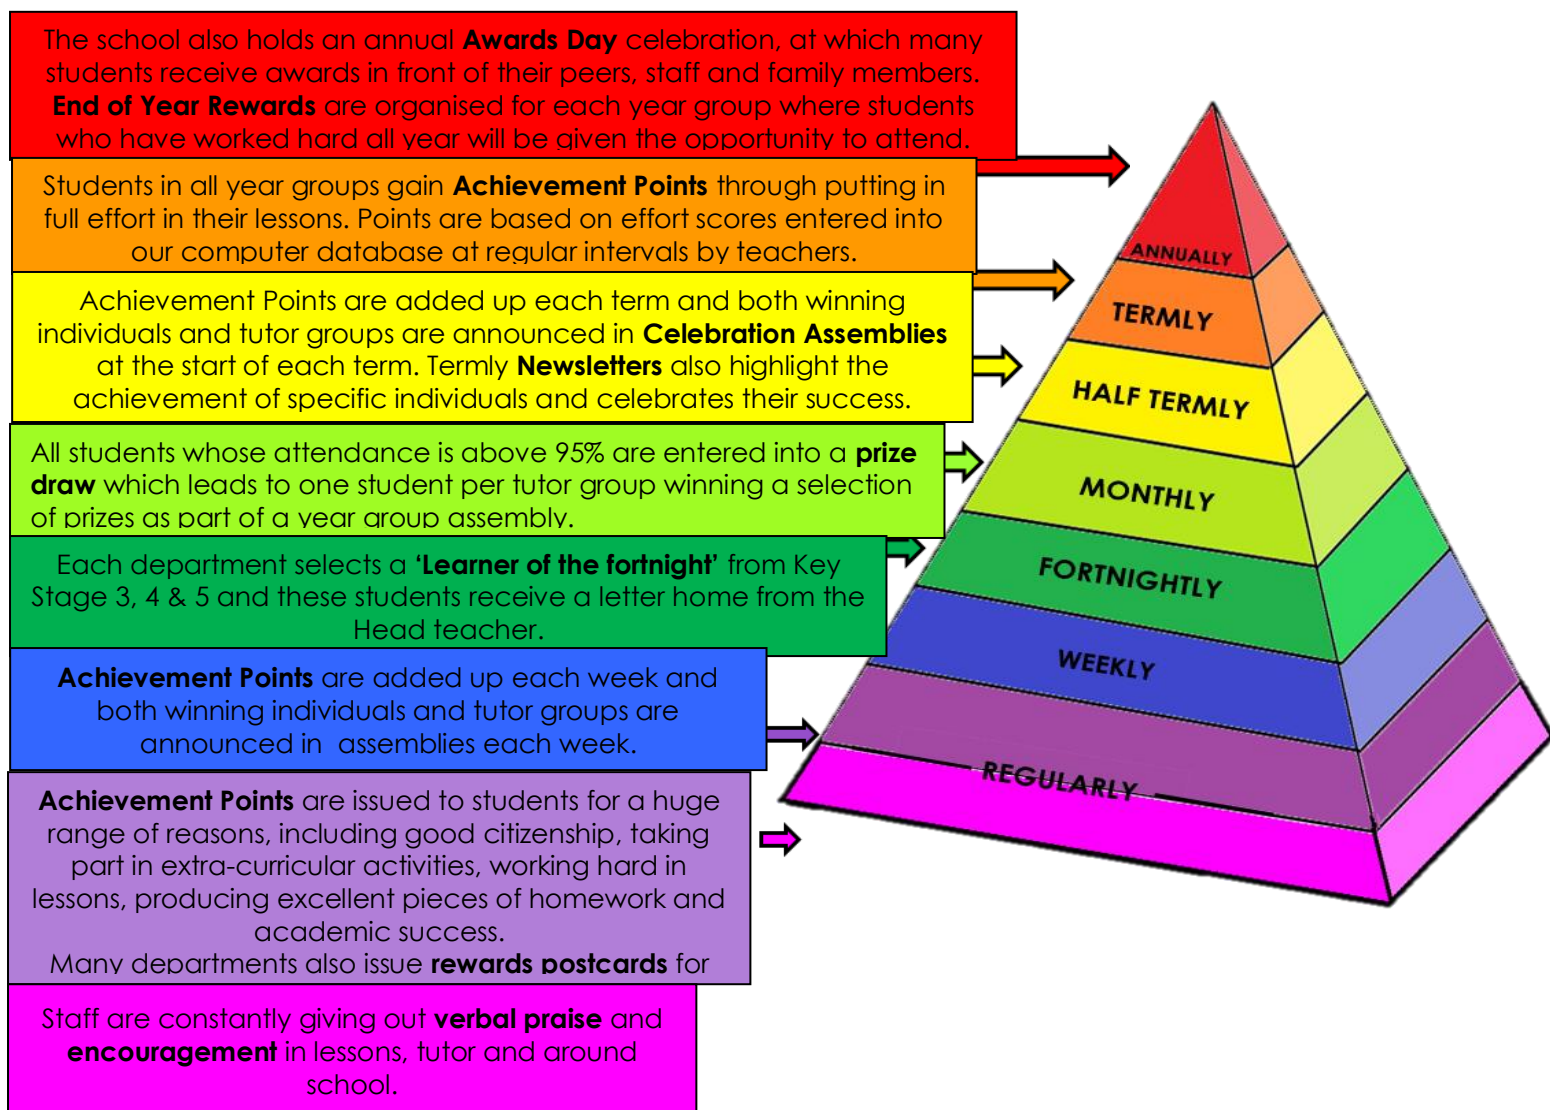 The school also holds an annual Awards Day celebration, at which many
students receive awards in front of their peers, staff and family members.
End of Year Rewards are organised for each year group where students
who have worked hard all year will be given the opportunity to attend.
Students in all year groups gain Achievement Points through putting in
full effort in their lessons. Points are based on effort scores entered into
our computer database at regular intervals by teachers.
Achievement Points are added up each term and both winning
individuals and tutor groups are announced in Celebration Assemblies
at the start of each term. Termly Newsletters also highlight the
achievement of specific individuals and celebrates their success.
All students whose attendance is above 95% are entered into a prize
draw which leads to one student per tutor group winning a selection
of prizes as part of a year group assembly.
Each department selects a ‘Learner of the fortnight’ from Key
Stage 3, 4 & 5 and these students receive a letter home from the
Head teacher.
Achievement Points are added up each week and
both winning individuals and tutor groups are
announced in assemblies each week.
Achievement Points are issued to students for a huge
range of reasons, including good citizenship, taking
part in extra-curricular activities, working hard in
lessons, producing excellent pieces of homework and
academic success.
Many departments also issue rewards postcards for
Staff are constantly giving out verbal praise and
encouragement in lessons, tutor and around
school.
ANNUALLY
TERMLY
HALF TERMLY
MONTHLY
FORTNIGHTLY
WEEKLY
REGULARLY